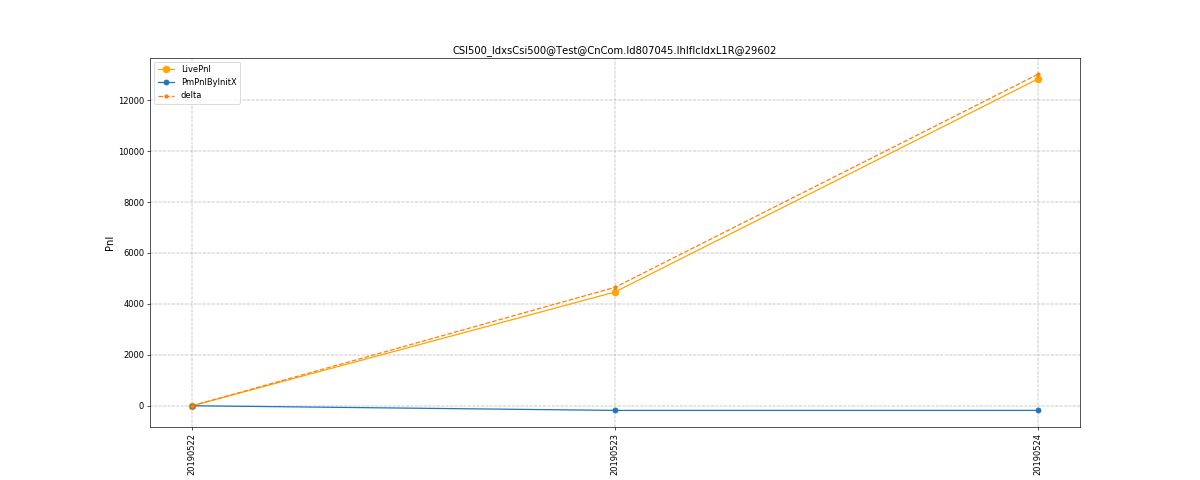 CSI500_IdxsCsi500@Test@CnCom.Id807045.IhIfIcIdxL1R@29602
LivePnl
PmPnlByInitX
delta
12000
10000
8000
6000
4000
2000
0
Pnl
20190522
20190523
20190524